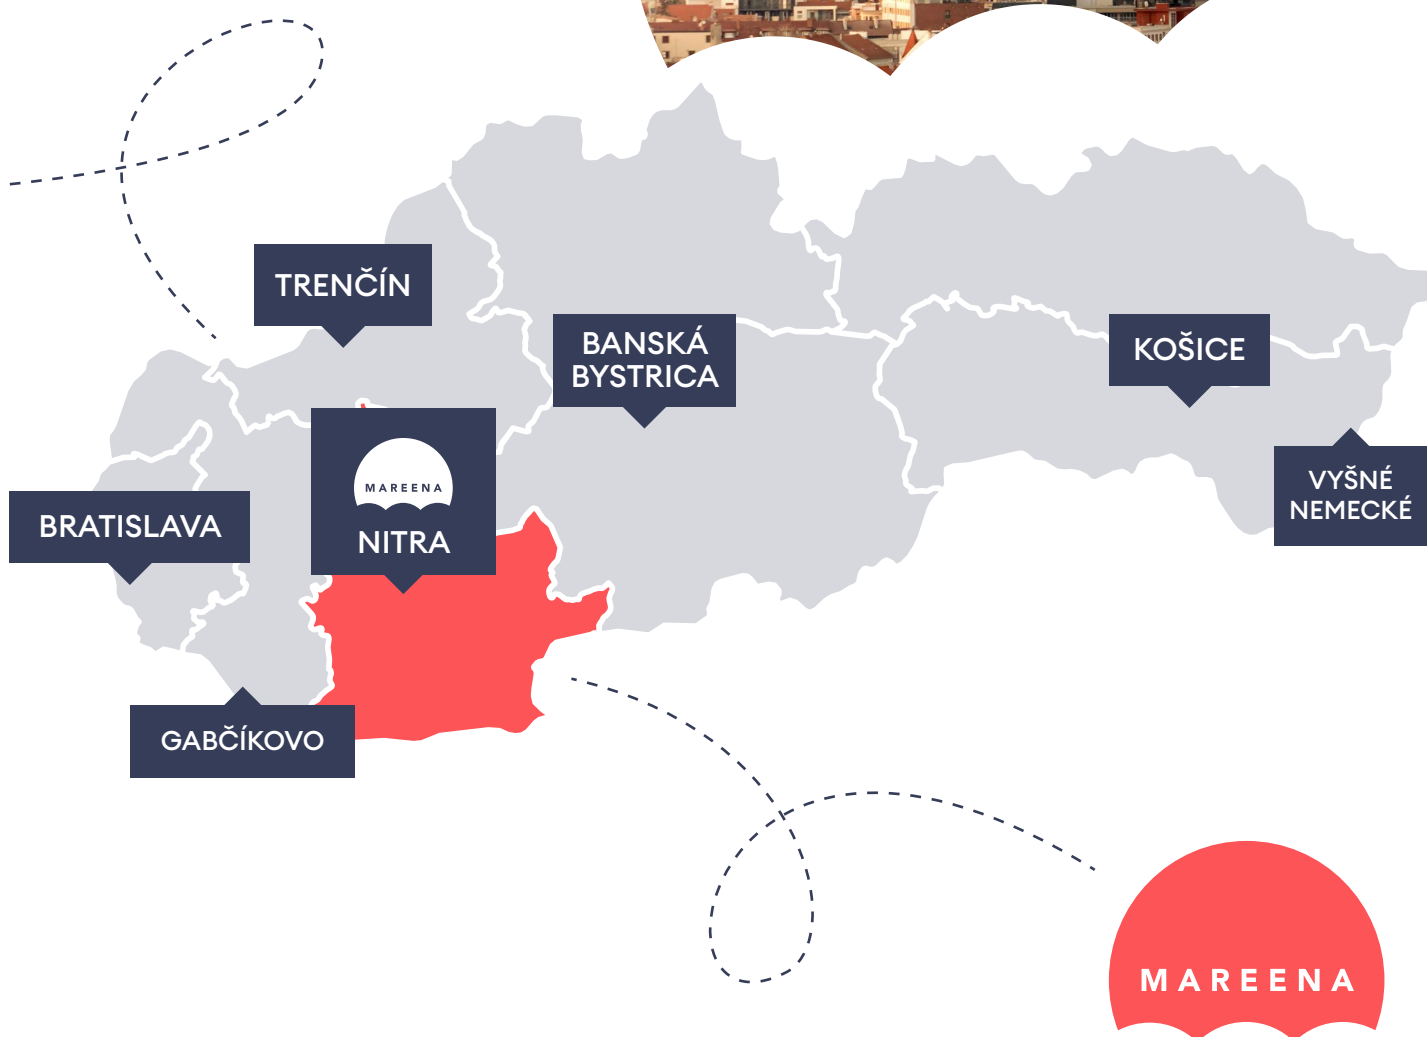 TRENČÍN
BANSKÁ
BYSTRICA
KOŠICE
MAREENA
NITRA
VYŠNÉ
NEMECKÉ
BRATISLAVA
GABČÍKOVO
MAREENA